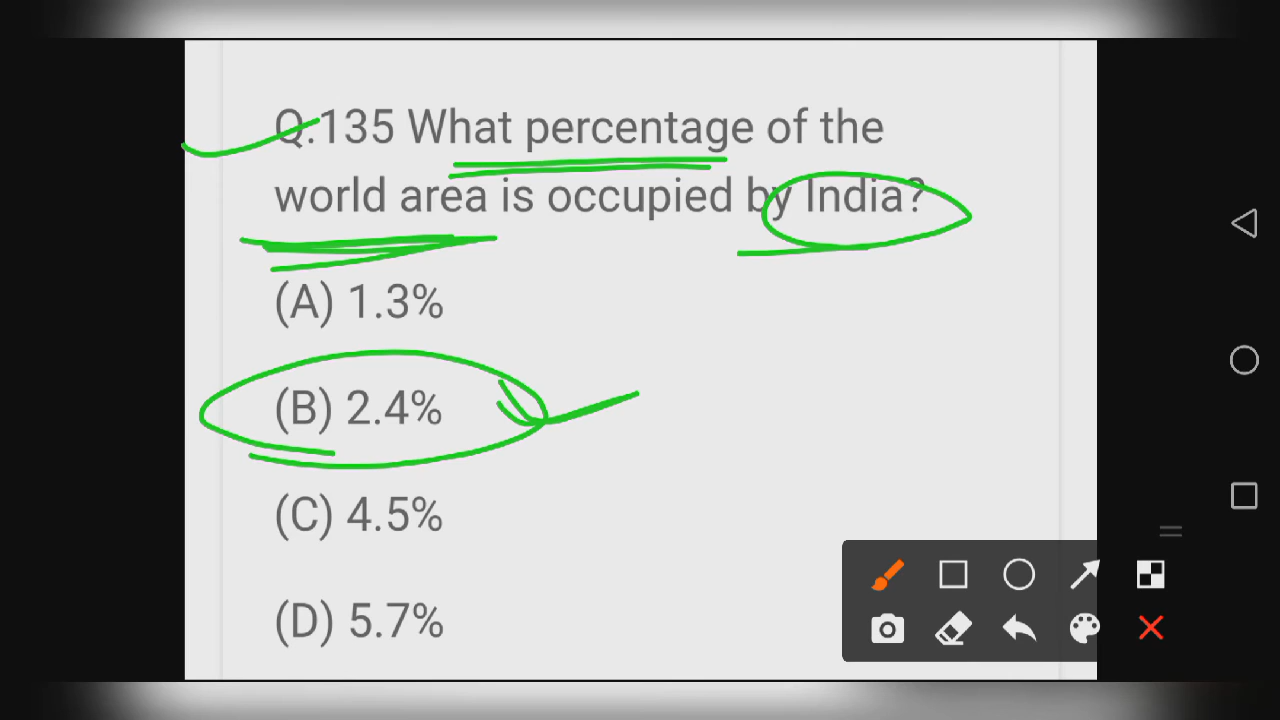 Q.135 What percentage of the
world area is occupied by India?
(A) 1.3%
(B) 2.4%
(C) 4.5%
(D) 5.7%